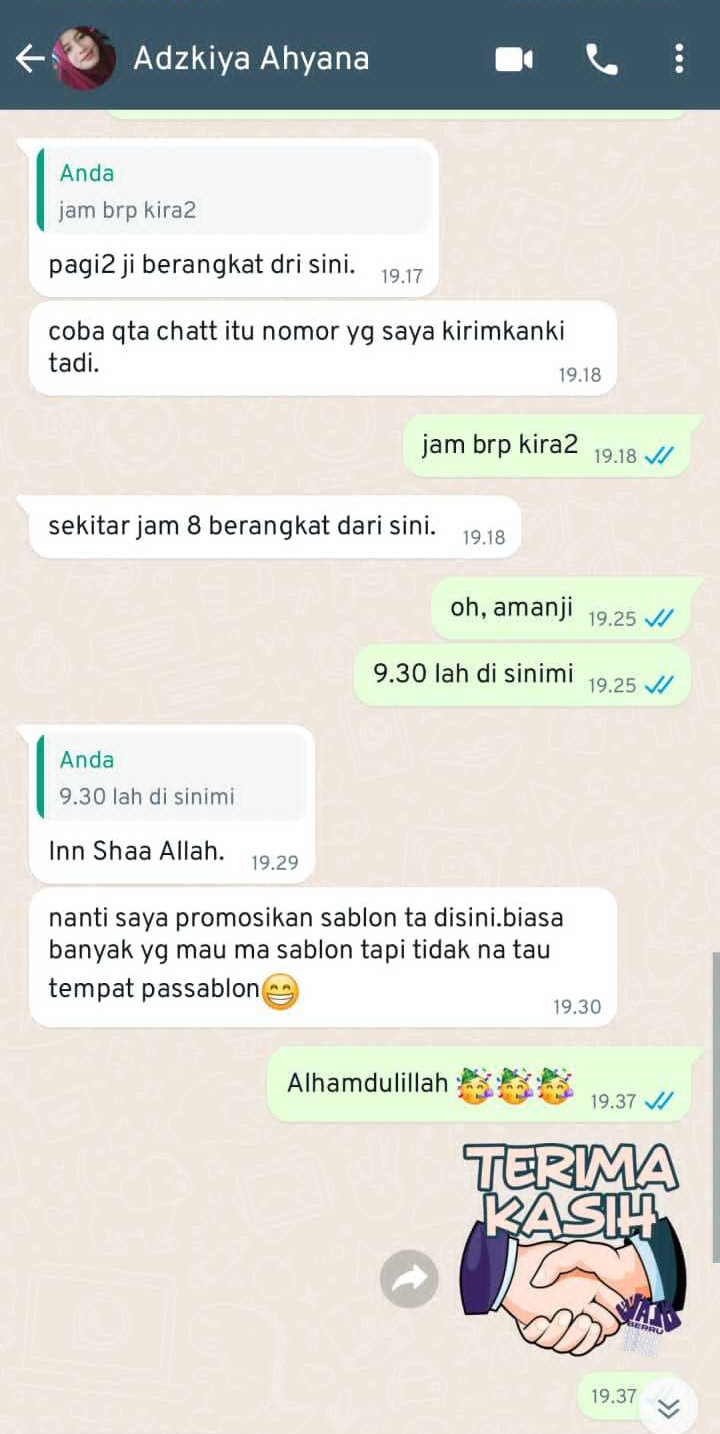 Adzkiya Ahyana
Anda
jam brp kira2
pagi2 ji berangkat dri sini.
19.17
coba qta chatt itu nomor yg saya kirimkanki
tadi.
19.18
jam brp kira2
19.18
sekitar jam 8 berangkat dari sini.
19.18
oh, amanji
19.25
9.30 lah di sinimi
19.25
Anda
9.30 lah di sinimi
Inn Shaa Allah.
19.29
nanti saya promosikan sablon ta disini.biasa
banyak yg mau ma sablon tapi tidak na tau
tempat passablon😁
19.30
Alhamdulillah 🥳🥳🥳
19.37
TERIMA
KASIH
19.37